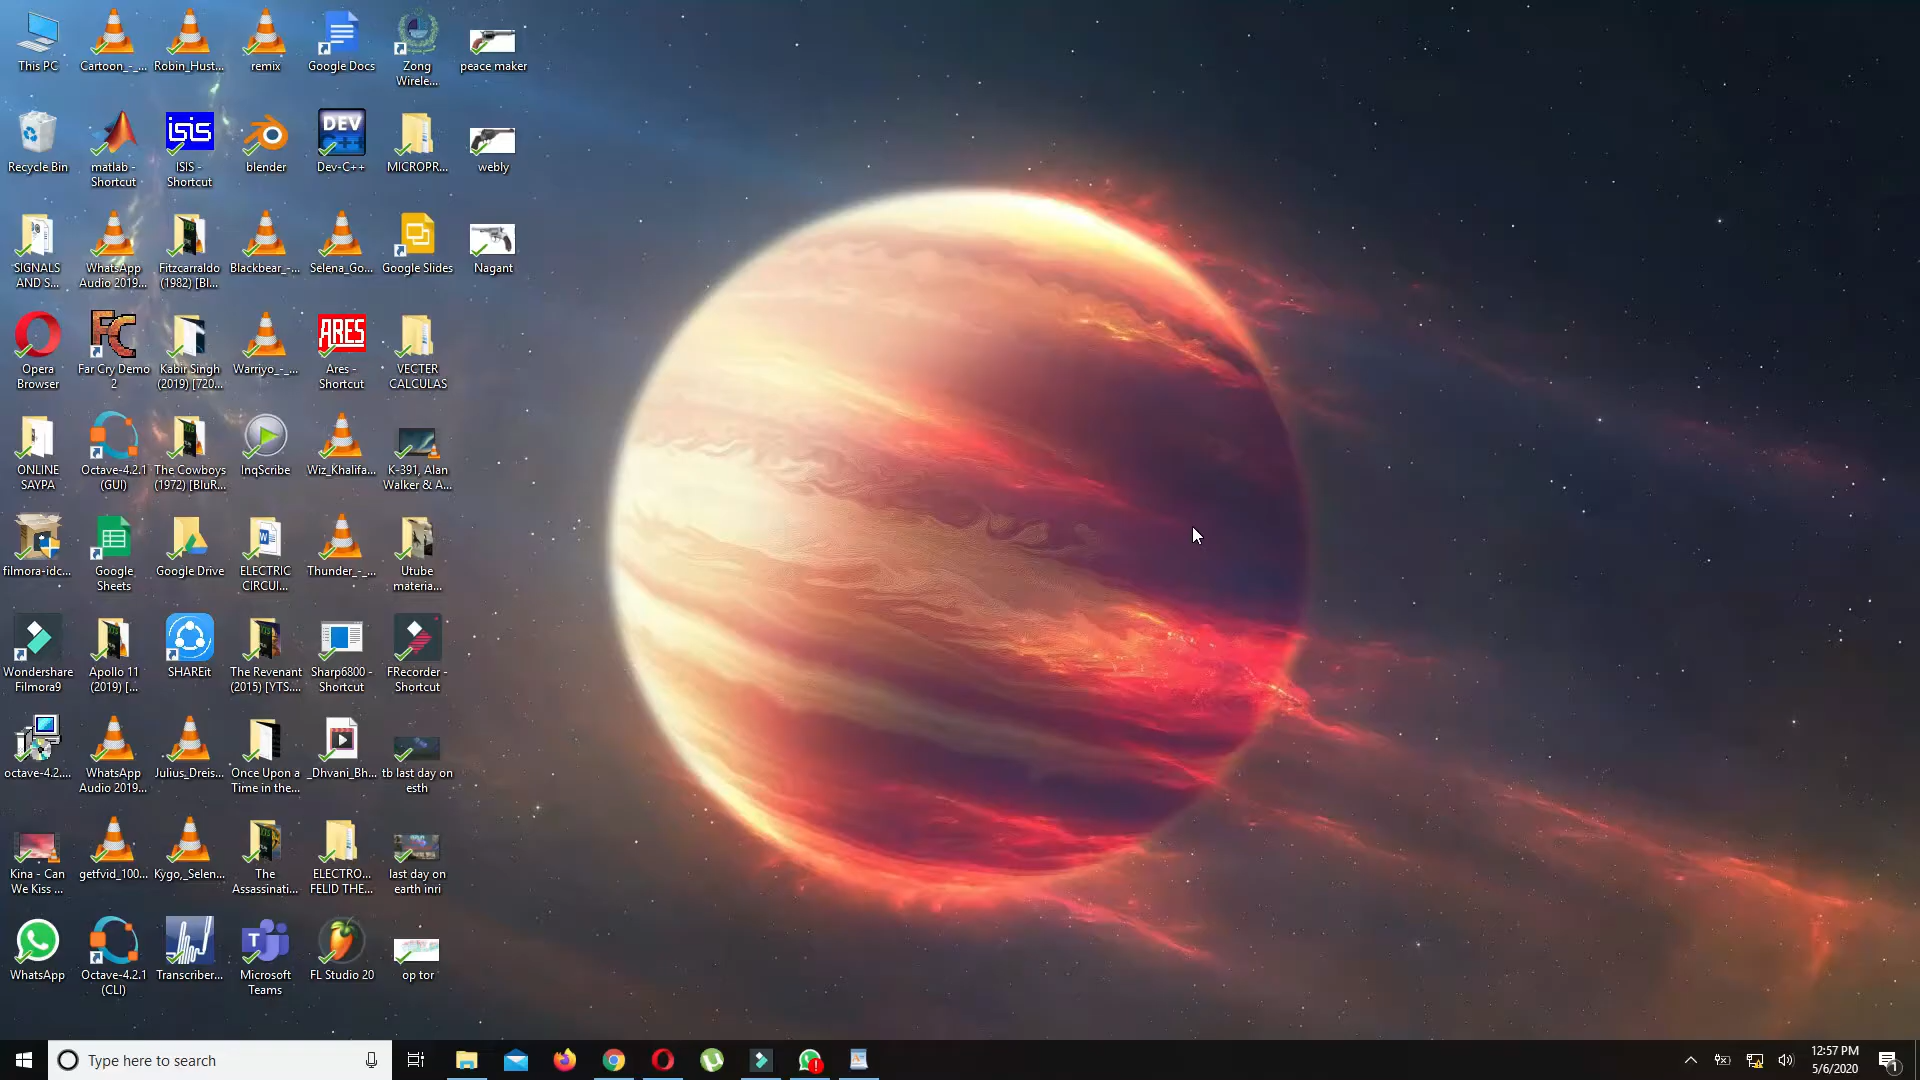 This PC
Cartoon_-_...
Robin_Hust...
remix
Google Docs
Zong
Wirele...
peace maker
Recycle Bin
matlab -
Shortcut
isis
ISIS -
Shortcut
blender
DEV
C++
Dev-C++
MICROPR...
webly
SIGNALS
AND S...
WhatsApp
Audio 2019...
Fitzcarraldo
(1982) [Bl...
Blackbear_-...
Selena_Go...
Google Slides
Nagant
Opera
Browser
FC
Far Cry Demo
2
Kabir Singh
(2019) [720...
Warriyo_-_...
ARES
Ares -
Shortcut
VECTER
CALCULAS
ONLINE
SAYPA
Octave-4.2.1
(GUI)
The Cowboys
(1972) [BluR...
InqScribe
Wiz_Khalifa...
K-391, Alan
Walker & A...
filmora-idc...
Google
Sheets
Google Drive
ELECTRIC
CIRCUI...
Thunder_-_...
Utube
materia...
Wondershare
Filmora9
Apollo 11
(2019) [...
SHAREit
The Revenant
(2015) [YTS....
Sharp6800 -
Shortcut
FRecorder -
Shortcut
octave-4.2....
WhatsApp
Audio 2019...
Julius_Dreis...
Once Upon a
Time in the...
_Dhvani_Bh...
tb last day on
esth
Kina - Can
We Kiss ...
getfvid_100...
Kygo,_Selen...
The
Assassinati...
ELECTRO...
FELID THE...
last day on
earth inri
WhatsApp
Octave-4.2.1
(CLI)
Transcriber...
Microsoft
Teams
FL Studio 20
op tor
Type here to search
12:57 PM
5/6/2020
1